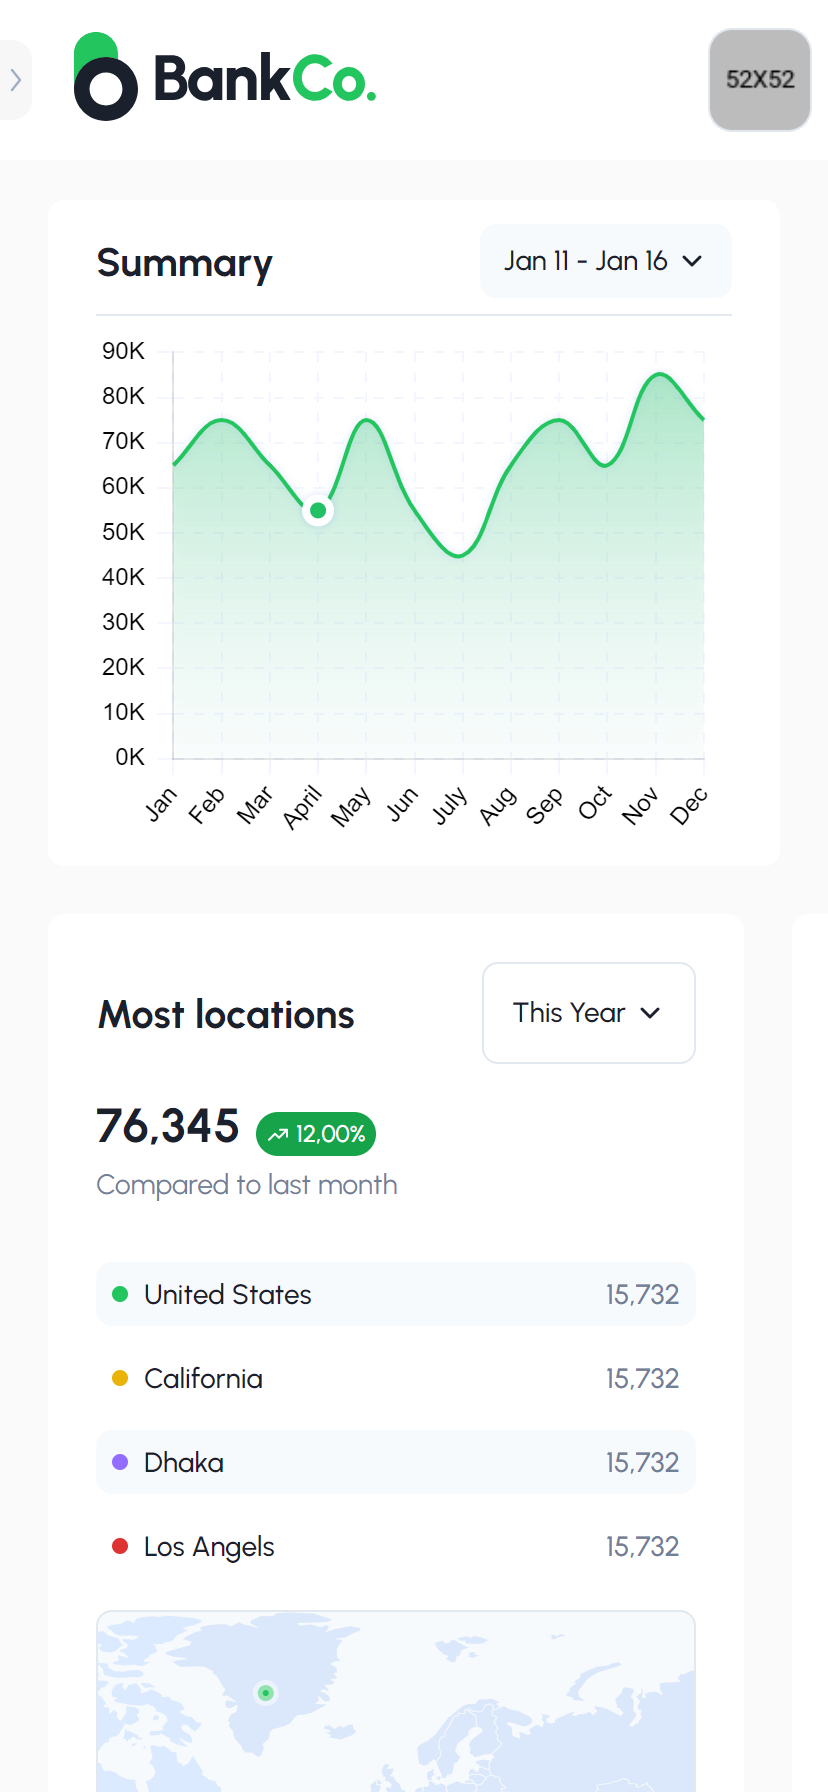 BankCo.
52X52
Summary
Jan 11 - Jan 16
90K
80K
70K
60K
50K
40K
30K
20K
10K
0K
Jan Feb Mar April May Jun July Aug Sep Oct Nov Dec
Most locations
This Year
76,345
12,00%
Compared to last month
United States 15,732
California 15,732
Dhaka 15,732
Los Angels 15,732